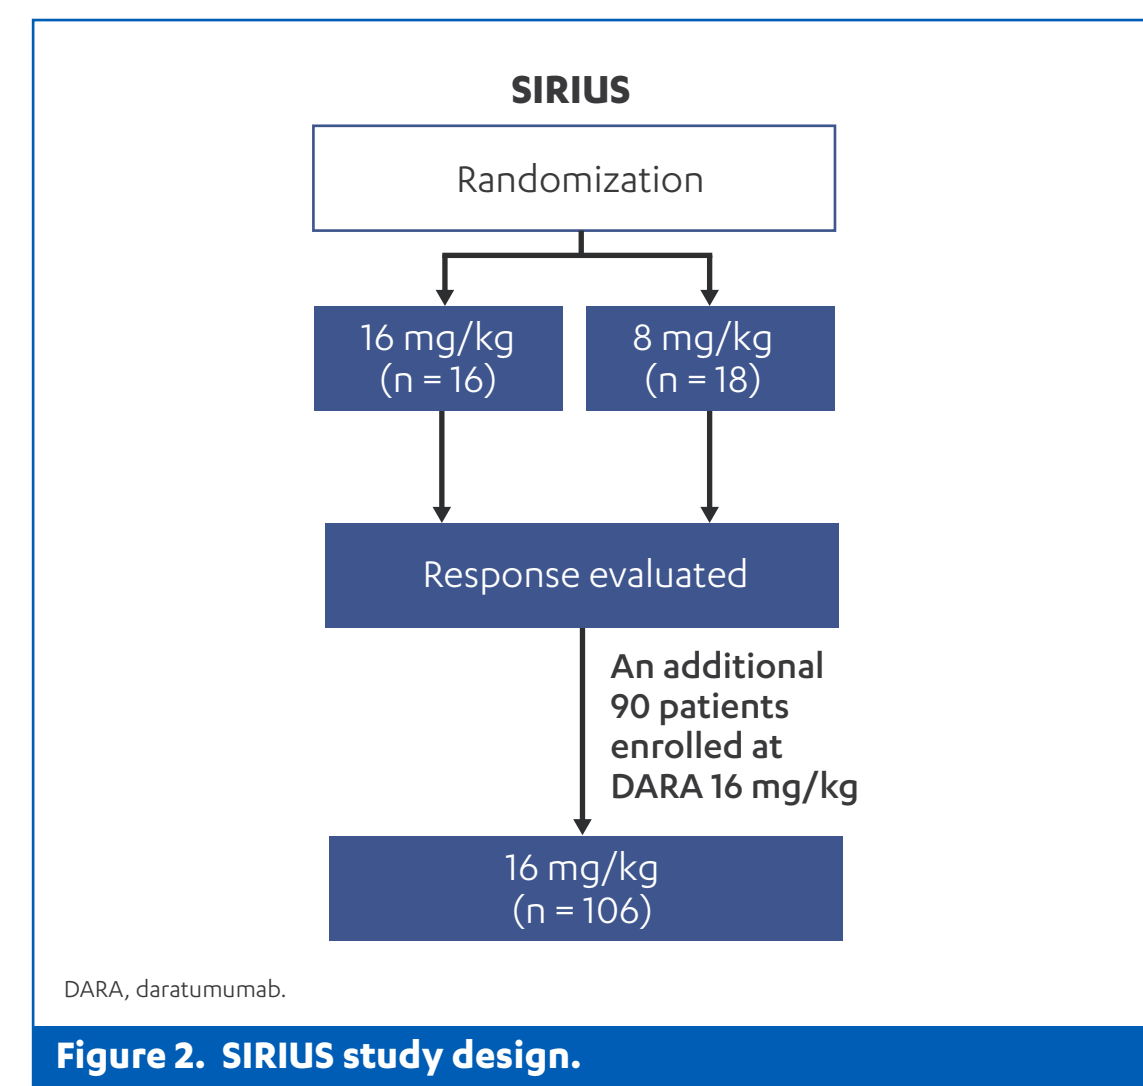 SIRIUS
Randomization
16 mg/kg
(n = 16)
8 mg/kg
(n = 18)
Response evaluated
An additional
90 patients
enrolled at
DARA 16 mg/kg
16 mg/kg
(n = 106)
DARA, daratumumab.
Figure 2. SIRIUS study design.